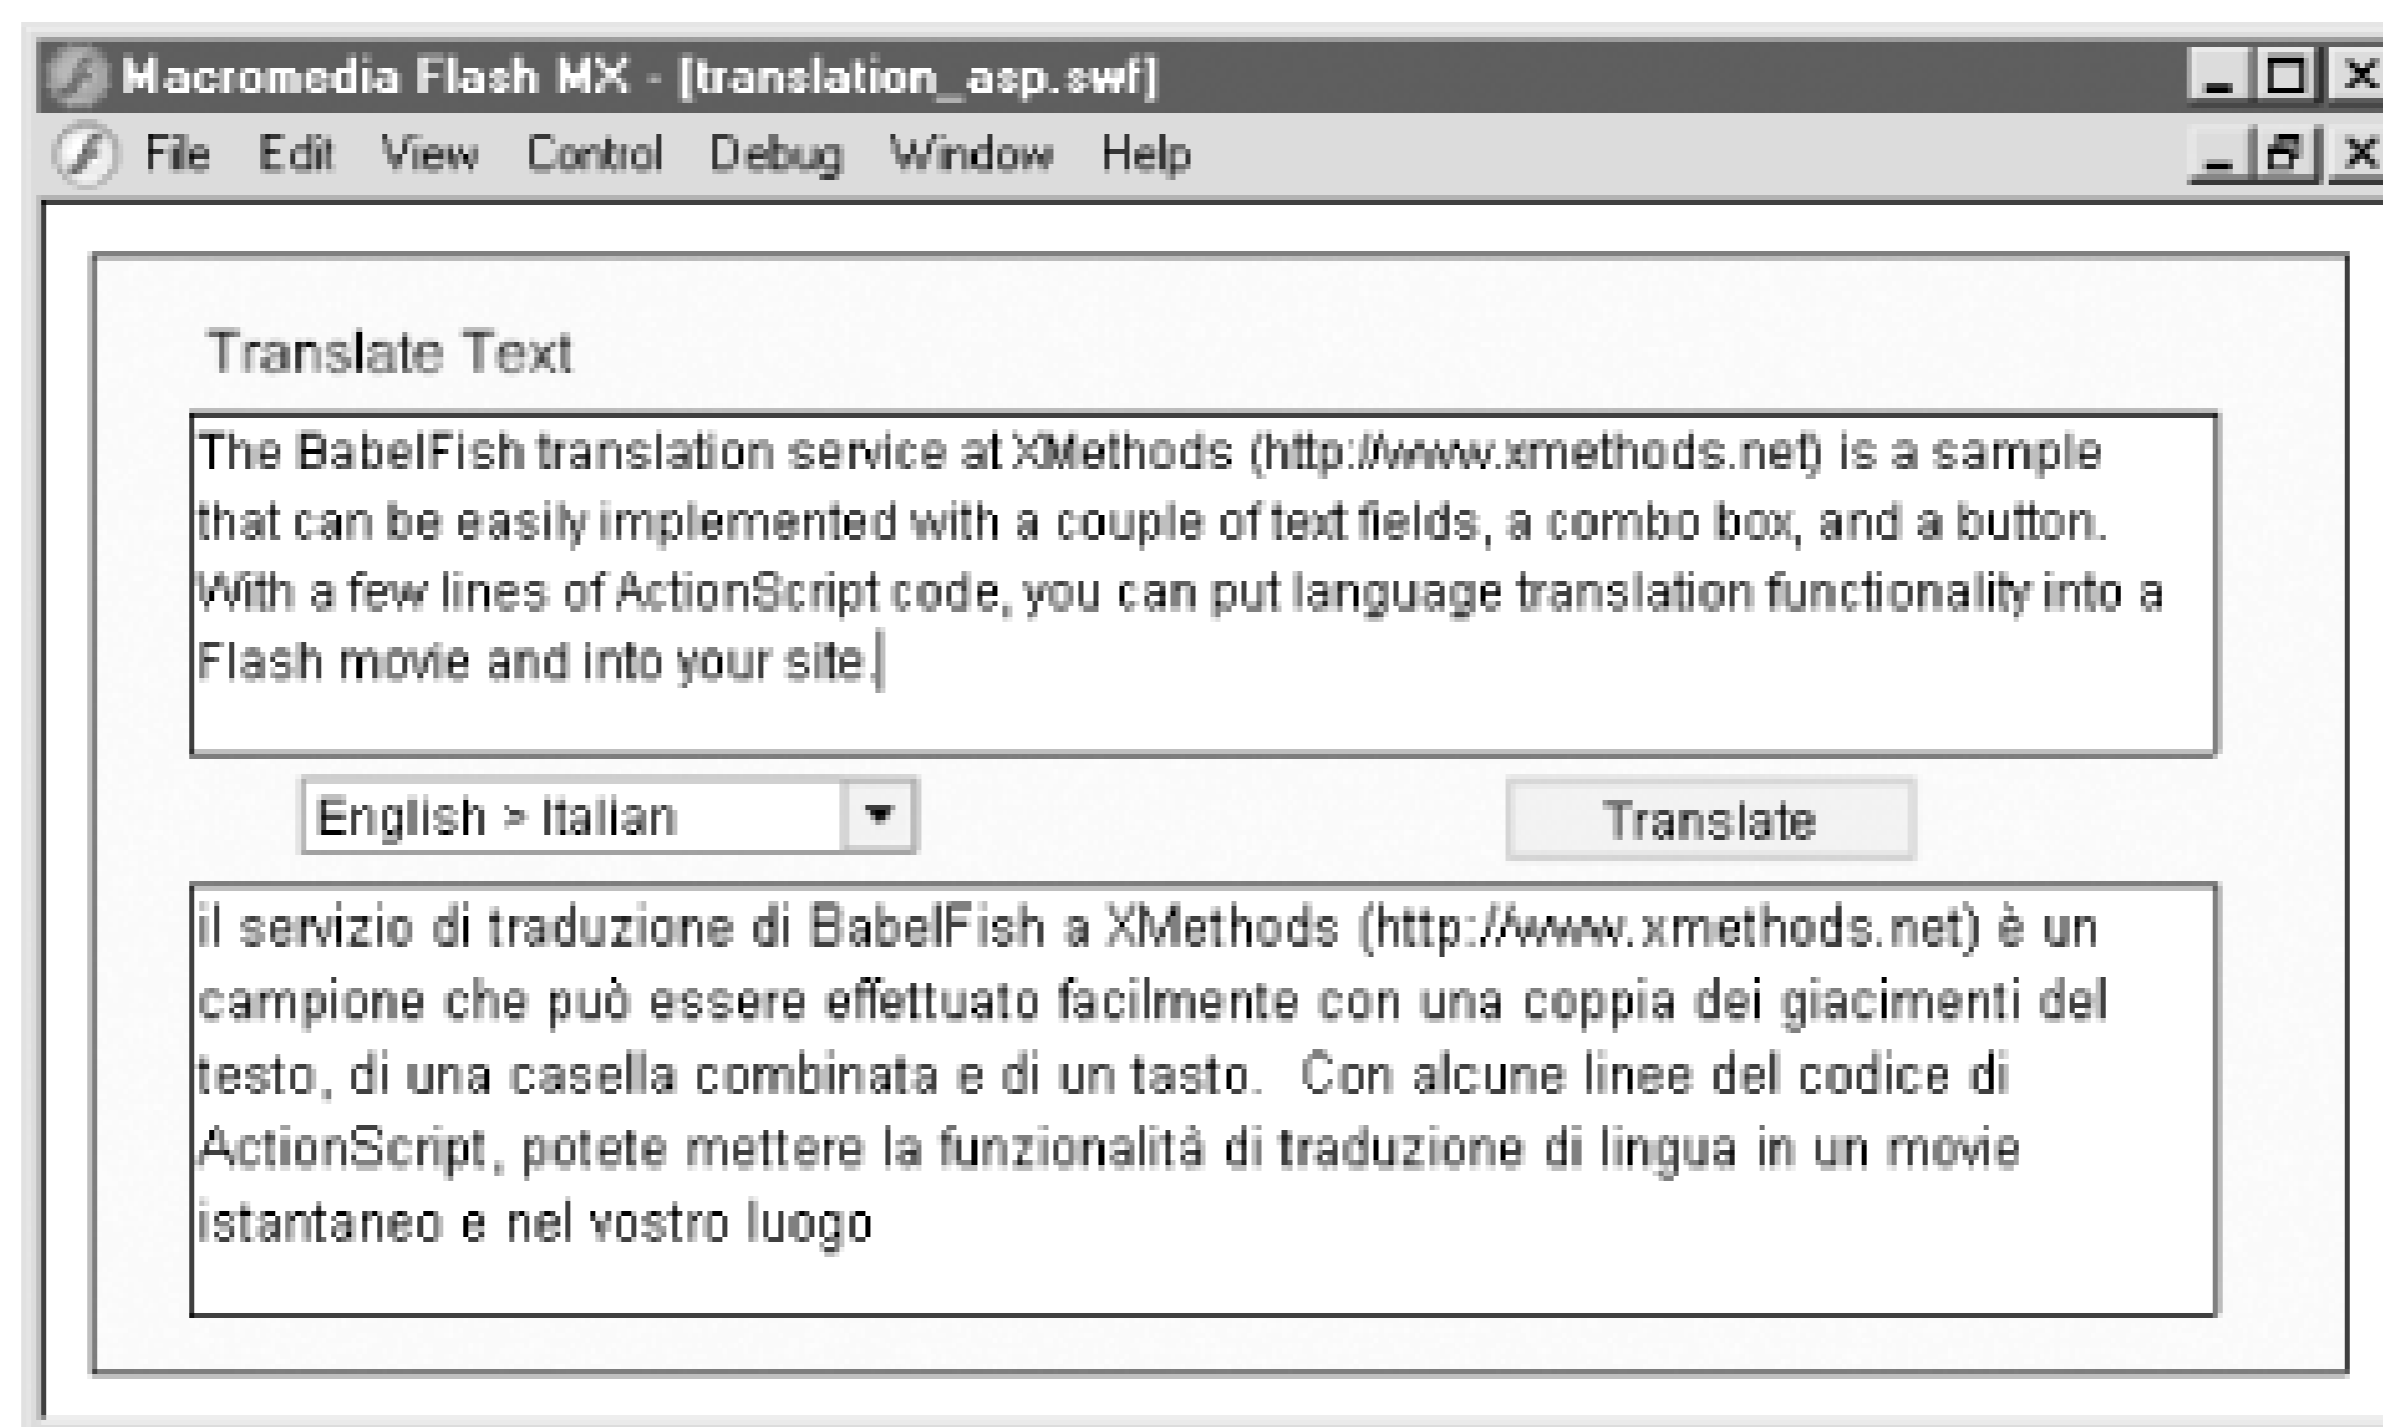 Macromedia Flash MX - [translation_asp.swf]
File Edit View Control Debug Window Help
Translate Text
The BabelFish translation service at XMethods (http://www.xmethods.net) is a sample
that can be easily implemented with a couple of text fields, a combo box, and a button.
With a few lines of ActionScript code, you can put language translation functionality into a
Flash movie and into your site.
English > Italian
Translate
il servizio di traduzione di BabelFish a XMethods (http://www.xmethods.net) è un
campione che può essere effettuato facilmente con una coppia dei giacimenti del
testo, di una casella combinata e di un tasto.  Con alcune linee del codice di
ActionScript, potete mettere la funzionalità di traduzione di lingua in un movie
istantaneo e nel vostro luogo